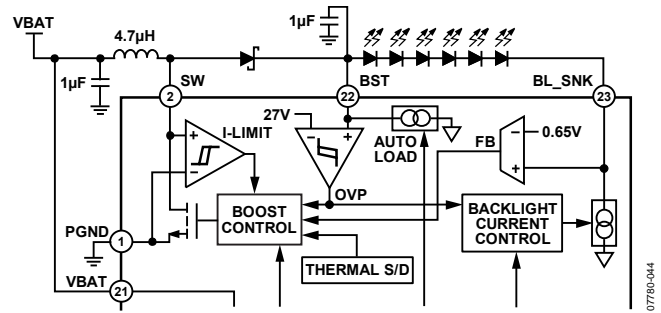 VBAT
4.7µH
1µF
1µF
SW
BST
BL_SNK
2
22
23
I-LIMIT
27V
AUTO
LOAD
FB
0.65V
+
–
–
+
–
+
OVP
PGND
1
BOOST
CONTROL
BACKLIGHT
CURRENT
CONTROL
THERMAL S/D
VBAT
21
07780-044